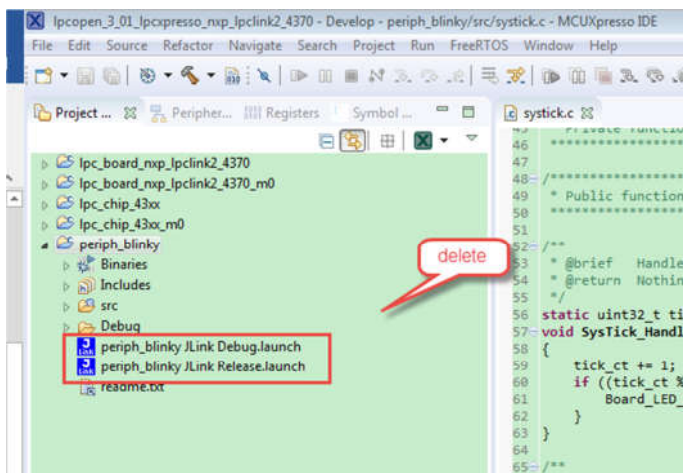 lpcopen_3_01_lpcxpresso_nxp_lpclink2_4370 - Develop - periph_blinky/src/systick.c - MCUXpresso IDE
File Edit Source Refactor Navigate Search Project Run FreeRTOS Window Help
Project ... Peripher... Registers Symbol ...
systick.c
lpc_board_nxp_lpclink2_4370
lpc_board_nxp_lpclink2_4370_m0
lpc_chip_43xx
lpc_chip_43xx_m0
periph_blinky
Binaries
Includes
src
Debug
periph_blinky JLink Debug.launch
periph_blinky JLink Release.launch
readme.txt
delete
45 * Private function
46 *****************
47
48 /*****************
49 * Public function
50 *****************
51
52 /**
53 * @brief Handle
54 * @return Nothin
55 */
56 static uint32_t ti
57 void SysTick_Handl
58 {
59 tick_ct += 1;
60 if ((tick_ct %
61 Board_LED_
62 }
63 }
64
65 /**